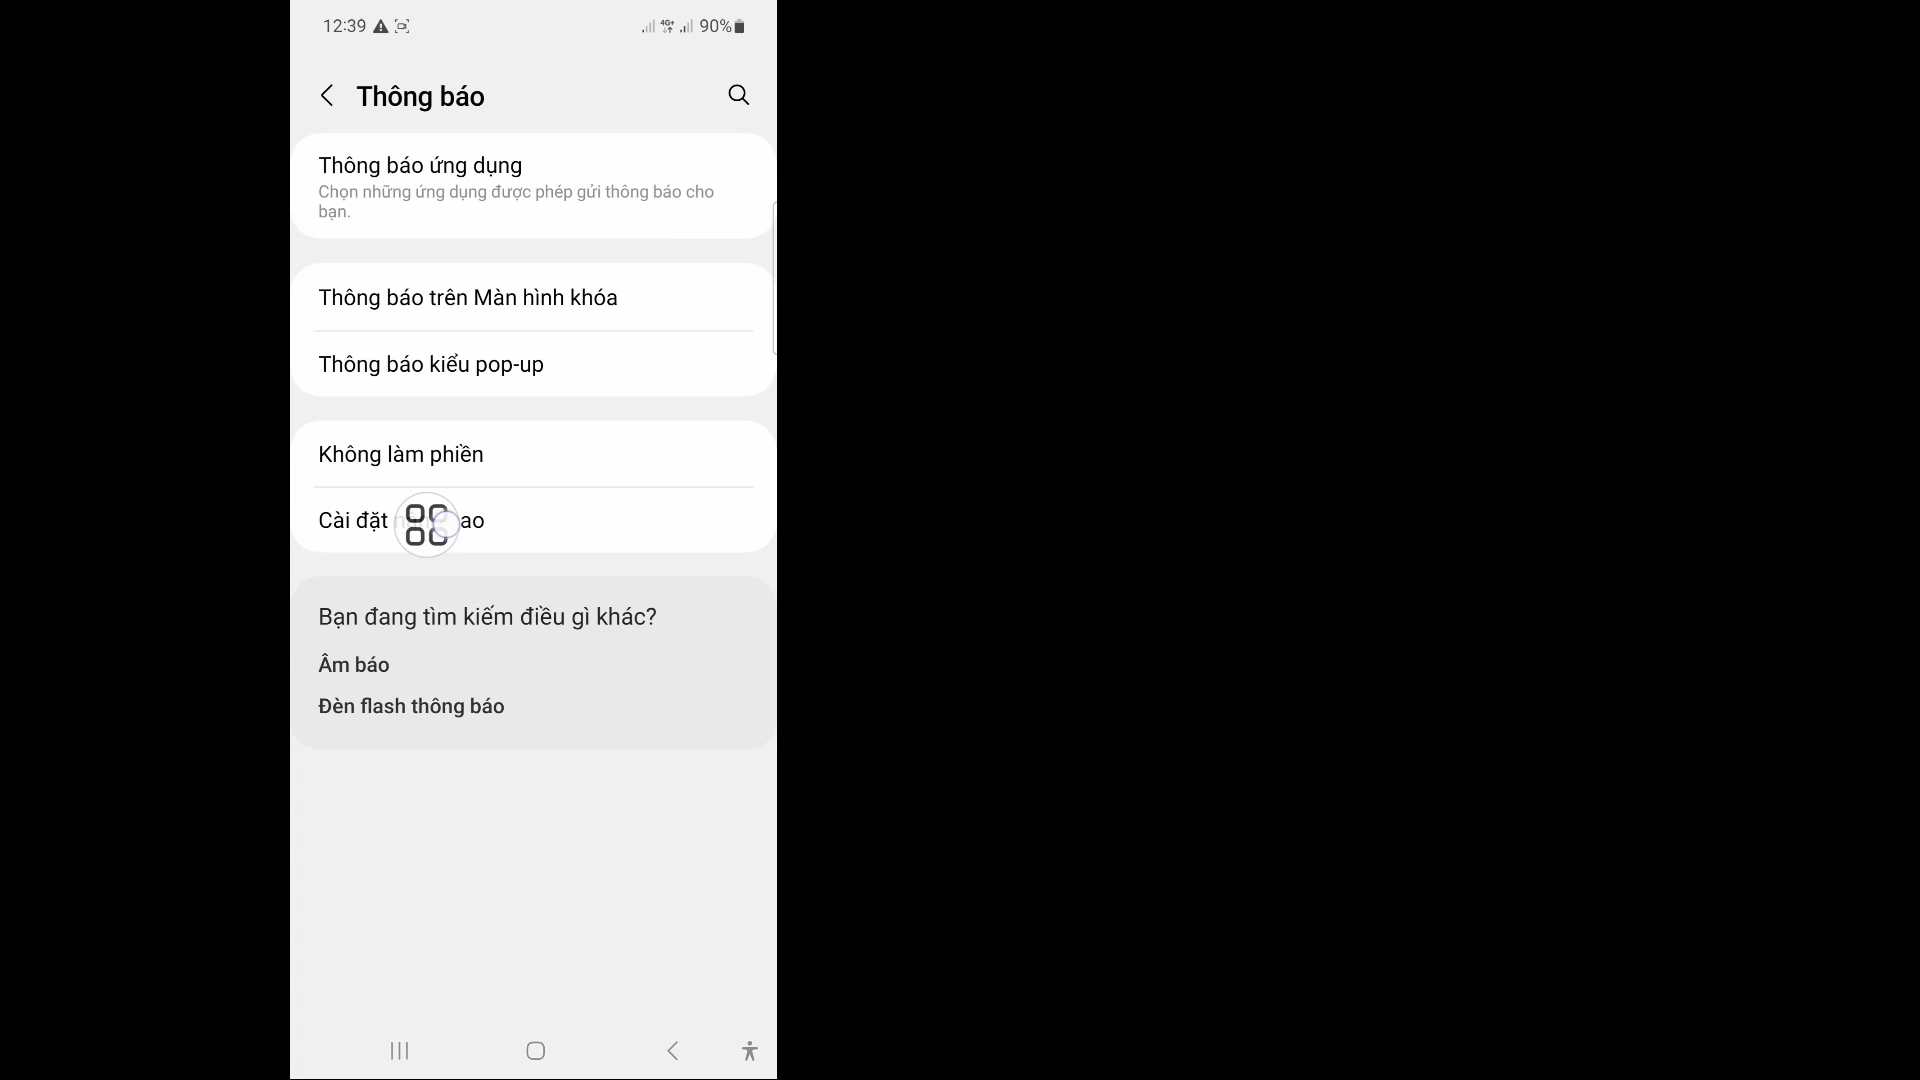 12:39
4G+ 90%
Thông báo
Thông báo ứng dụng
Chọn những ứng dụng được phép gửi thông báo cho
bạn.
Thông báo trên Màn hình khóa
Thông báo kiểu pop-up
Không làm phiền
Cài đặt ao
Bạn đang tìm kiếm điều gì khác?
Âm báo
Đèn flash thông báo